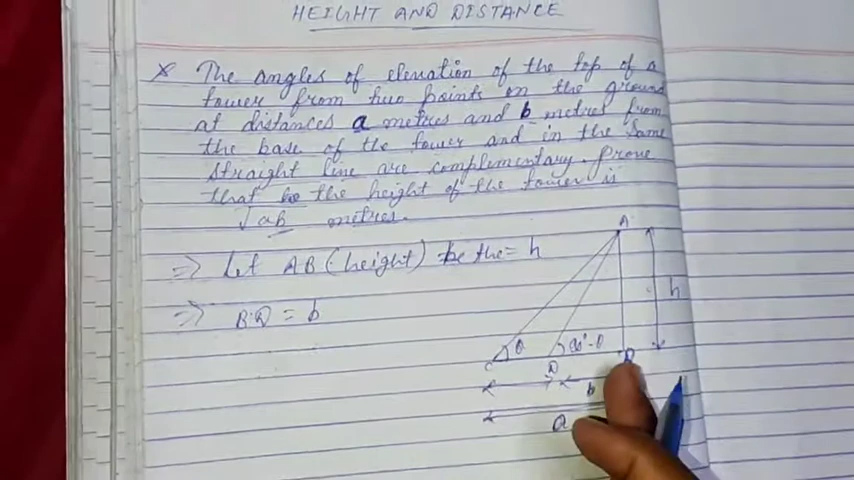 HEIGHT AND DISTANCE
* The angles of elevation of the top of a
tower from two points on the ground
at distances a metres and b metres from
the base of the tower and in the same
straight line are complementary. Prove
that the height of the tower is
√ab metres.
⇒ Let AB (height) be the = h
⇒ BD = b
A
h
θ
90° - θ
C
D
B
b
a